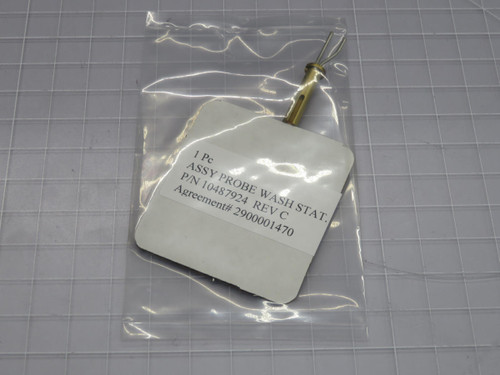 1 Pc
ASSY PROBE WASH STAT.
P/N 10487924 REV C
Agreement# 2900001470